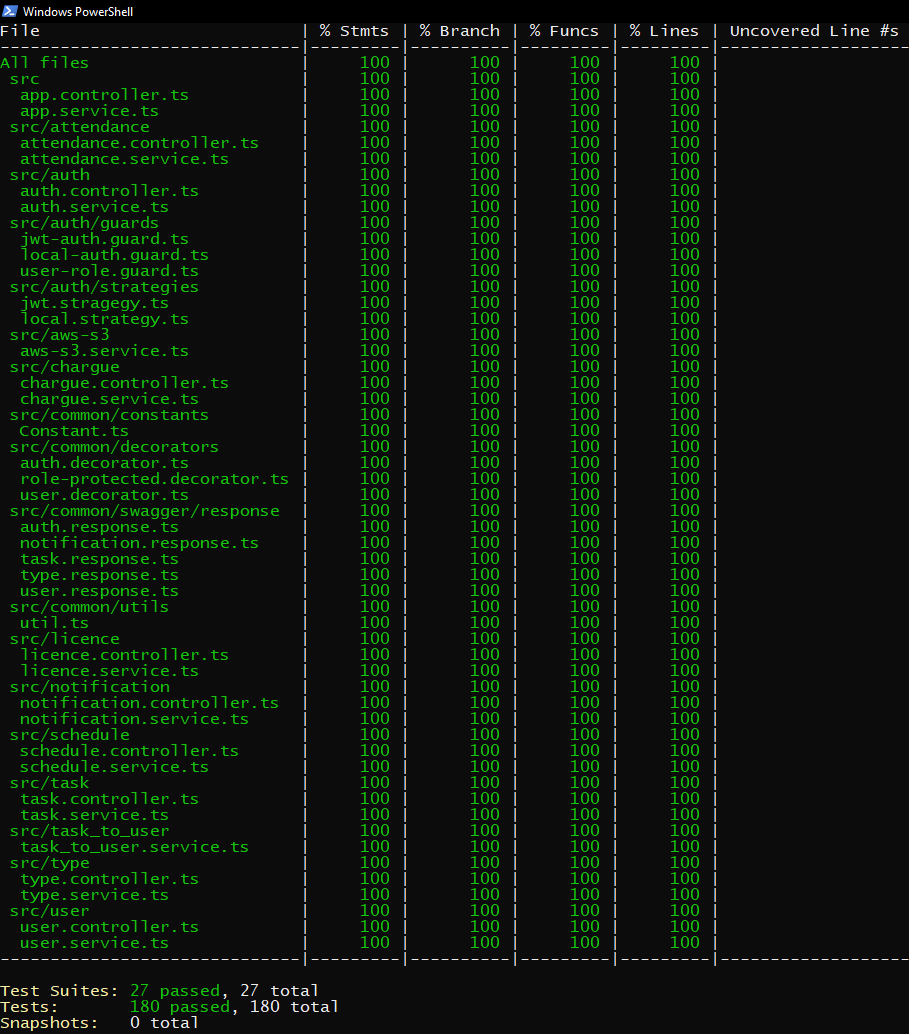 Windows PowerShell
File | % Stmts | % Branch | % Funcs | % Lines | Uncovered Line #s
------------------------------|---------|----------|---------|---------|-------------------
All files | 100 | 100 | 100 | 100 |
src | 100 | 100 | 100 | 100 |
app.controller.ts | 100 | 100 | 100 | 100 |
app.service.ts | 100 | 100 | 100 | 100 |
src/attendance | 100 | 100 | 100 | 100 |
attendance.controller.ts | 100 | 100 | 100 | 100 |
attendance.service.ts | 100 | 100 | 100 | 100 |
src/auth | 100 | 100 | 100 | 100 |
auth.controller.ts | 100 | 100 | 100 | 100 |
auth.service.ts | 100 | 100 | 100 | 100 |
src/auth/guards | 100 | 100 | 100 | 100 |
jwt-auth.guard.ts | 100 | 100 | 100 | 100 |
local-auth.guard.ts | 100 | 100 | 100 | 100 |
user-role.guard.ts | 100 | 100 | 100 | 100 |
src/auth/strategies | 100 | 100 | 100 | 100 |
jwt.stragegy.ts | 100 | 100 | 100 | 100 |
local.strategy.ts | 100 | 100 | 100 | 100 |
src/aws-s3 | 100 | 100 | 100 | 100 |
aws-s3.service.ts | 100 | 100 | 100 | 100 |
src/chargue | 100 | 100 | 100 | 100 |
chargue.controller.ts | 100 | 100 | 100 | 100 |
chargue.service.ts | 100 | 100 | 100 | 100 |
src/common/constants | 100 | 100 | 100 | 100 |
Constant.ts | 100 | 100 | 100 | 100 |
src/common/decorators | 100 | 100 | 100 | 100 |
auth.decorator.ts | 100 | 100 | 100 | 100 |
role-protected.decorator.ts | 100 | 100 | 100 | 100 |
user.decorator.ts | 100 | 100 | 100 | 100 |
src/common/swagger/response | 100 | 100 | 100 | 100 |
auth.response.ts | 100 | 100 | 100 | 100 |
notification.response.ts | 100 | 100 | 100 | 100 |
task.response.ts | 100 | 100 | 100 | 100 |
type.response.ts | 100 | 100 | 100 | 100 |
user.response.ts | 100 | 100 | 100 | 100 |
src/common/utils | 100 | 100 | 100 | 100 |
util.ts | 100 | 100 | 100 | 100 |
src/licence | 100 | 100 | 100 | 100 |
licence.controller.ts | 100 | 100 | 100 | 100 |
licence.service.ts | 100 | 100 | 100 | 100 |
src/notification | 100 | 100 | 100 | 100 |
notification.controller.ts | 100 | 100 | 100 | 100 |
notification.service.ts | 100 | 100 | 100 | 100 |
src/schedule | 100 | 100 | 100 | 100 |
schedule.controller.ts | 100 | 100 | 100 | 100 |
schedule.service.ts | 100 | 100 | 100 | 100 |
src/task | 100 | 100 | 100 | 100 |
task.controller.ts | 100 | 100 | 100 | 100 |
task.service.ts | 100 | 100 | 100 | 100 |
src/task_to_user | 100 | 100 | 100 | 100 |
task_to_user.service.ts | 100 | 100 | 100 | 100 |
src/type | 100 | 100 | 100 | 100 |
type.controller.ts | 100 | 100 | 100 | 100 |
type.service.ts | 100 | 100 | 100 | 100 |
src/user | 100 | 100 | 100 | 100 |
user.controller.ts | 100 | 100 | 100 | 100 |
user.service.ts | 100 | 100 | 100 | 100 |
------------------------------|---------|----------|---------|---------|-------------------
Test Suites: 27 passed, 27 total
Tests: 180 passed, 180 total
Snapshots: 0 total